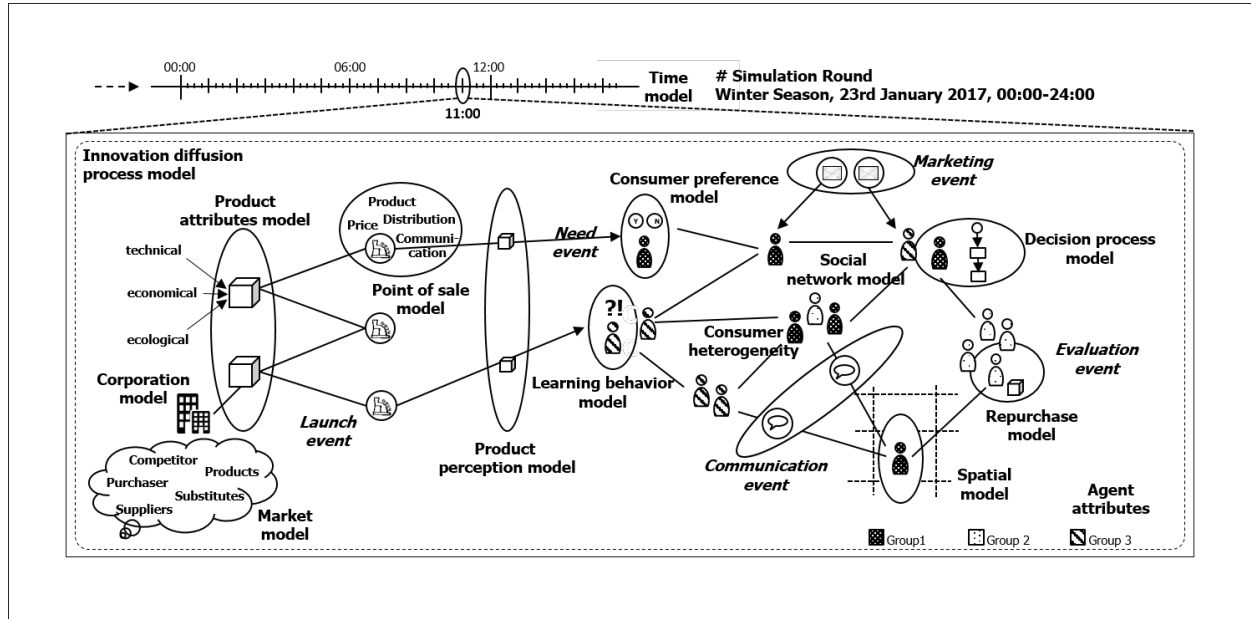 00:00
06:00
12:00
11:00
Time
model
# Simulation Round
Winter Season, 23rd January 2017, 00:00-24:00
Innovation diffusion
process model
Product
attributes model
technical
economical
ecological
Product
Price
Distribution
Communi-
cation
Point of sale
model
Need
event
Consumer preference
model
Y
N
Marketing
event
Social
network model
Decision process
model
?!
Learning behavior
model
Consumer
heterogeneity
Evaluation
event
Repurchase
model
Corporation
model
Launch
event
Product
perception model
Communication
event
Spatial
model
Competitor
Products
Purchaser
Substitutes
Suppliers
Market
model
Agent
attributes
Group1
Group 2
Group 3